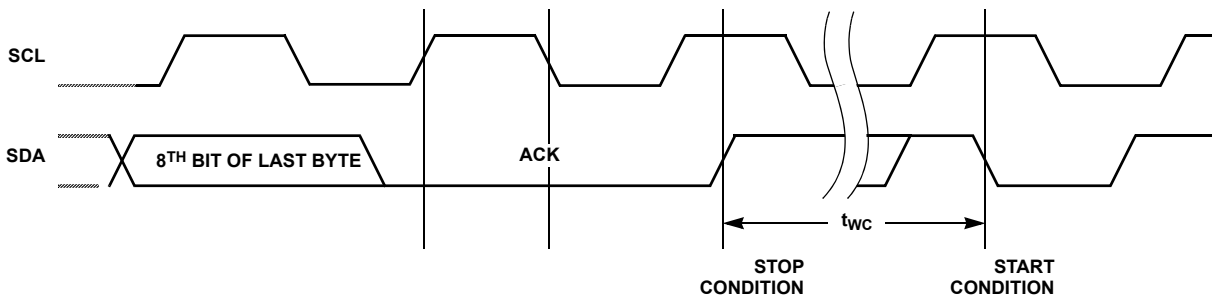 SCL
SDA
8TH BIT OF LAST BYTE
ACK
tWC
STOP
CONDITION
START
CONDITION